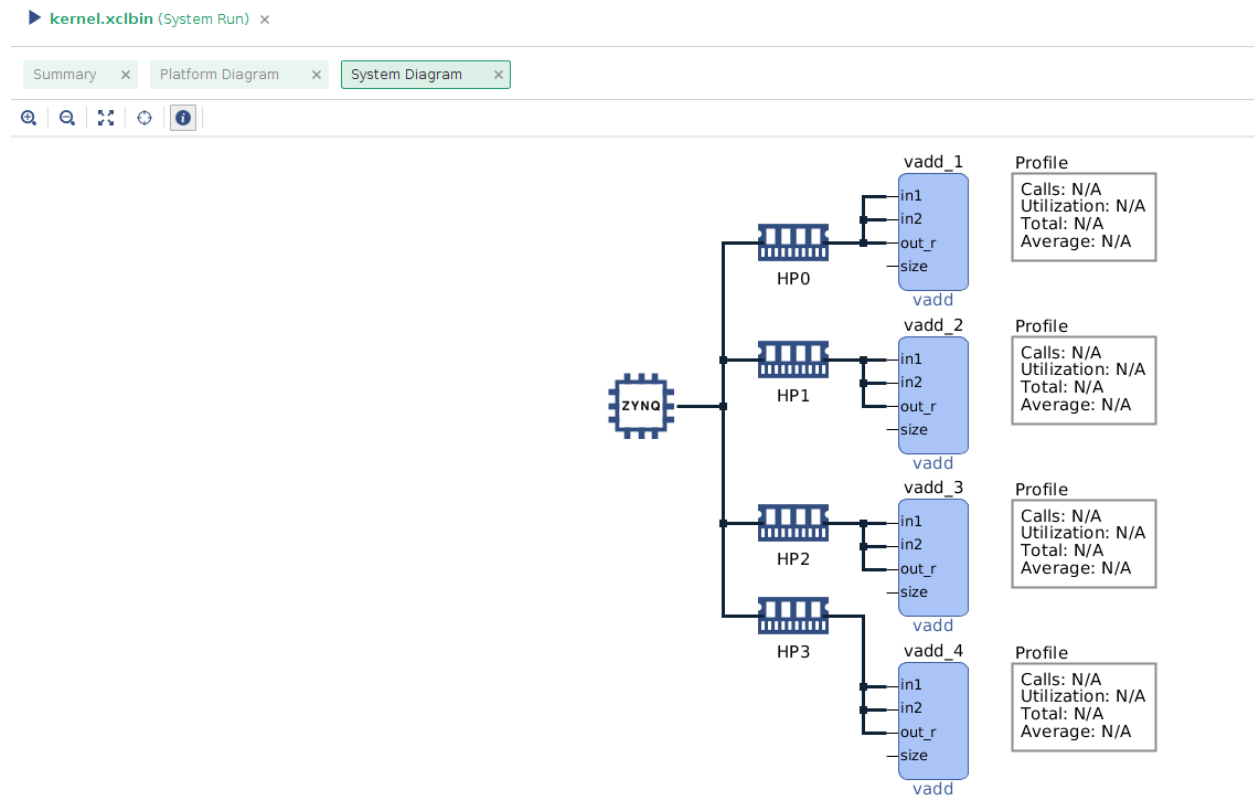 kernel.xclbin (System Run) ×
Summary ×
Platform Diagram ×
System Diagram ×
vadd_1
in1
in2
out_r
size
vadd
Profile
Calls: N/A
Utilization: N/A
Total: N/A
Average: N/A
HP0
vadd_2
in1
in2
out_r
size
vadd
Profile
Calls: N/A
Utilization: N/A
Total: N/A
Average: N/A
HP1
ZYNQ
vadd_3
in1
in2
out_r
size
vadd
Profile
Calls: N/A
Utilization: N/A
Total: N/A
Average: N/A
HP2
HP3
vadd_4
in1
in2
out_r
size
vadd
Profile
Calls: N/A
Utilization: N/A
Total: N/A
Average: N/A